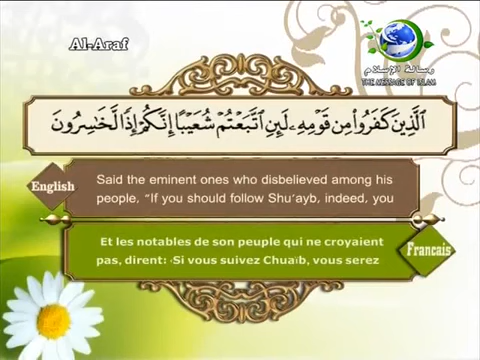 Al-Araf
رسالة الإسلام
THE MESSAGE OF ISLAM
الَّذِينَ كَفَرُوا۟ مِن قَوْمِهِۦ لَئِنِ ٱتَّبَعْتُمْ شُعَيْبًا إِنَّكُمْ إِذًا لَّخَٰسِرُونَ
English
Said the eminent ones who disbelieved among his
people, "If you should follow Shu'ayb, indeed, you
Francais
Et les notables de son peuple qui ne croyaient
pas, dirent: ‹Si vous suivez Chuaïb, vous serez